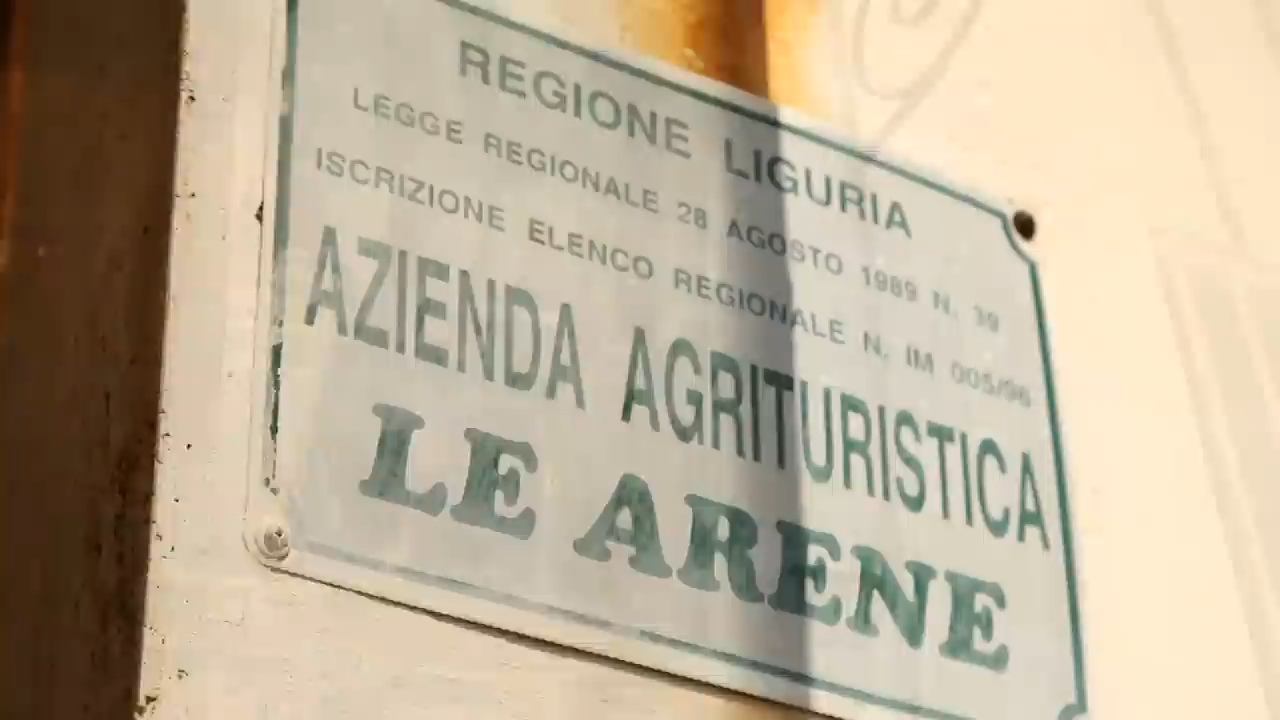 REGIONE LIGURIA
LEGGE REGIONALE 28 AGOSTO 1989 N. 39
ISCRIZIONE ELENCO REGIONALE N. IM 005/96
AZIENDA AGRITURISTICA
LE ARENE